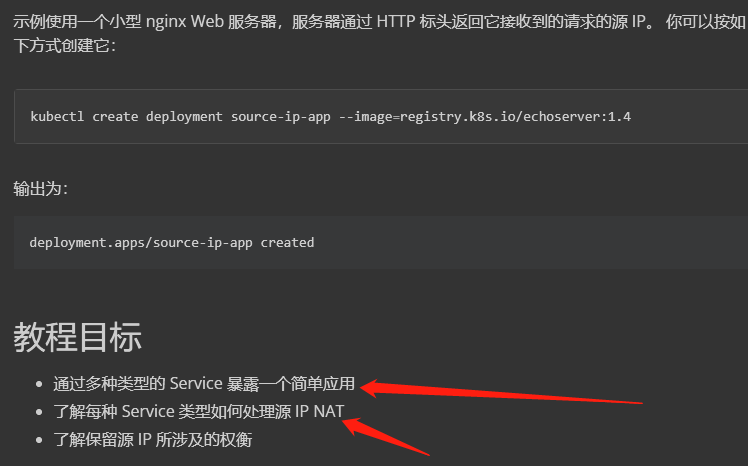 示例使用一个小型 nginx Web 服务器，服务器通过 HTTP 标头返回它接收到的请求的源 IP。 你可以按如
下方式创建它：
kubectl create deployment source-ip-app --image=registry.k8s.io/echoserver:1.4
输出为：
deployment.apps/source-ip-app created
教程目标
• 通过多种类型的 Service 暴露一个简单应用
• 了解每种 Service 类型如何处理源 IP NAT
• 了解保留源 IP 所涉及的权衡